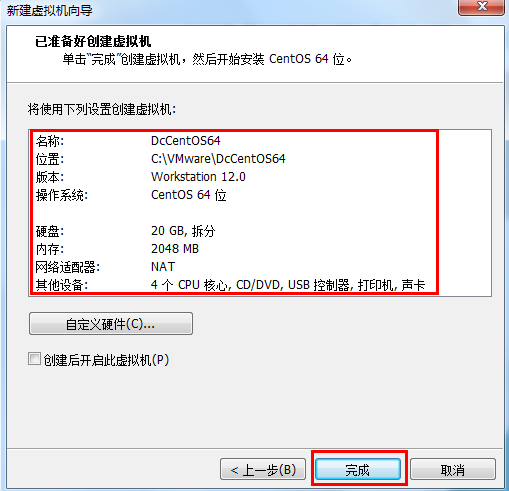 新建虚拟机向导
已准备好创建虚拟机
单击“完成”创建虚拟机，然后开始安装 CentOS 64 位。
将使用下列设置创建虚拟机:
名称: DcCentOS64
位置: C:\VMware\DcCentOS64
版本: Workstation 12.0
操作系统: CentOS 64 位
硬盘: 20 GB, 拆分
内存: 2048 MB
网络适配器: NAT
其他设备: 4 个 CPU 核心, CD/DVD, USB 控制器, 打印机, 声卡
自定义硬件(C)...
创建后开启此虚拟机(P)
< 上一步(B) 完成 取消